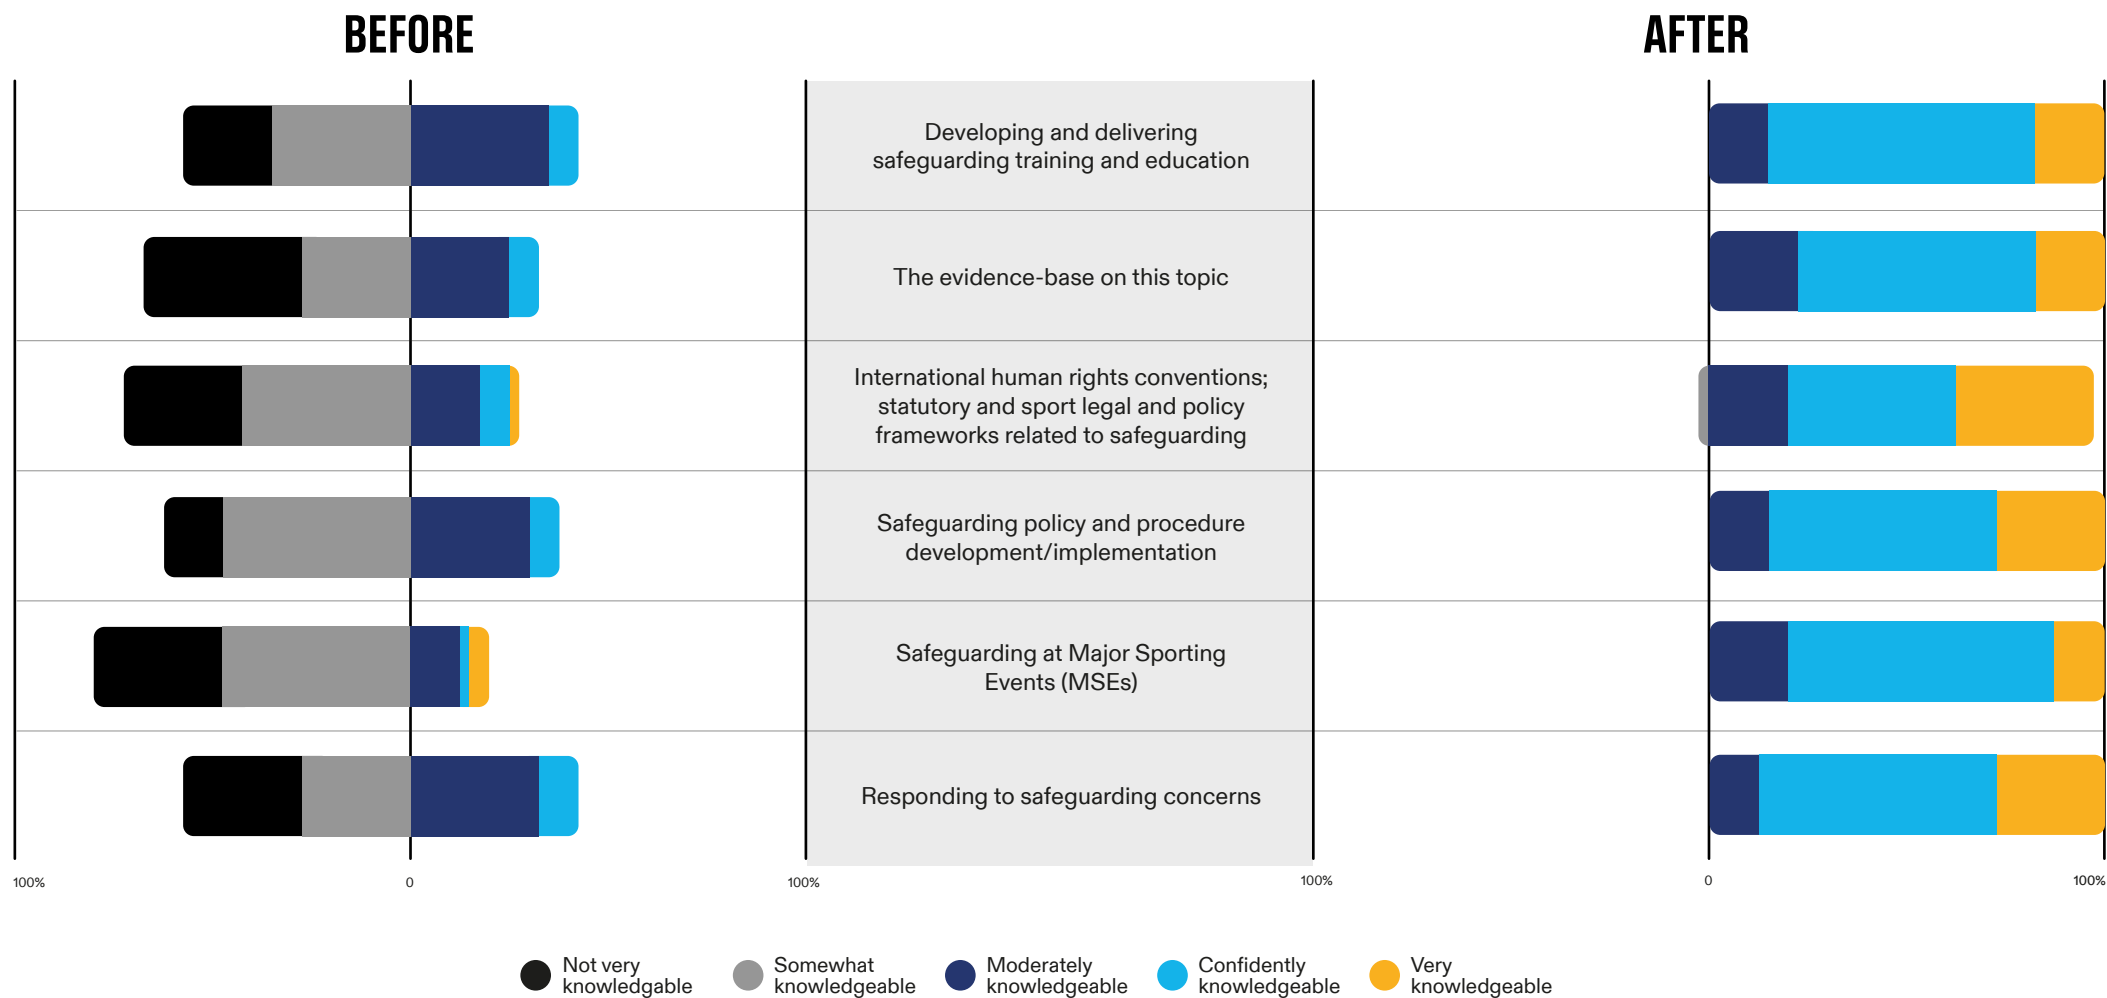 BEFORE
AFTER
Developing and delivering
safeguarding training and education
The evidence-base on this topic
International human rights conventions;
statutory and sport legal and policy
frameworks related to safeguarding
Safeguarding policy and procedure
development/implementation
Safeguarding at Major Sporting
Events (MSEs)
Responding to safeguarding concerns
100%
0
100%
100%
0
100%
Not very
knowledgable
Somewhat
knowledgeable
Moderately
knowledgeable
Confidently
knowledgeable
Very
knowledgeable